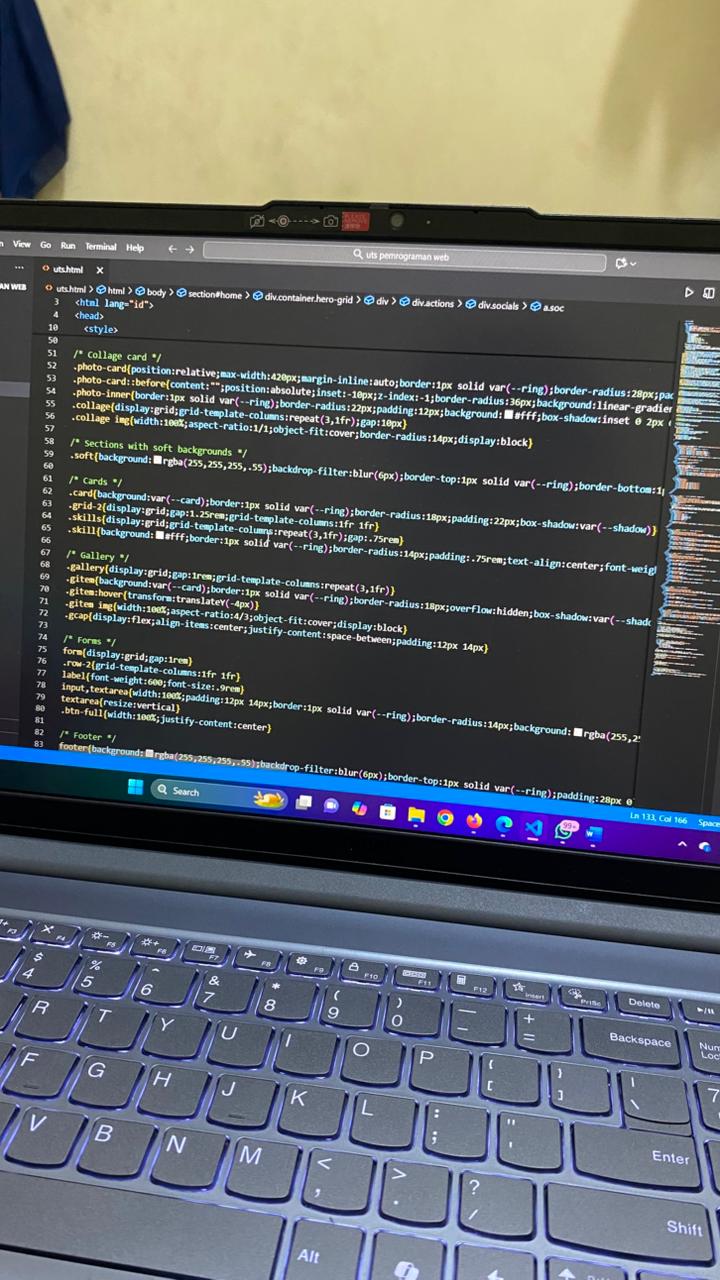 View Go Run Terminal Help
uts pemrograman web
AN WEB
uts.html
uts.html > html > body > section#home > div.container.hero-grid > div > div.actions > div.socials > a.soc
3 <html lang="id">
4 <head>
10 <style>
50
51 /* Collage card */
52 .photo-card{position:relative;max-width:420px;margin-inline:auto;border:1px solid var(--ring);border-radius:28px;pad
53 .photo-card::before{content:"";position:absolute;inset:-10px;z-index:-1;border-radius:36px;background:linear-gradien
54 .photo-inner{border:1px solid var(--ring);border-radius:22px;padding:12px;background:#fff;box-shadow:inset 0 2px
55 .collage{display:grid;grid-template-columns:repeat(3,1fr);gap:10px}
56 .collage img{width:100%;aspect-ratio:1/1;object-fit:cover;border-radius:14px;display:block}
57
58 /* Sections with soft backgrounds */
59 .soft{background:rgba(255,255,255,.55);backdrop-filter:blur(6px);border-top:1px solid var(--ring);border-bottom:1p
60
61 /* Cards */
62 .card{background:var(--card);border:1px solid var(--ring);border-radius:18px;padding:22px;box-shadow:var(--shadow)}
63 .grid-2{display:grid;gap:1.25rem;grid-template-columns:1fr 1fr}
64 .skills{display:grid;grid-template-columns:repeat(3,1fr);gap:.75rem}
65 .skill{background:#fff;border:1px solid var(--ring);border-radius:14px;padding:.75rem;text-align:center;font-weigh
66
67 /* Gallery */
68 .gallery{display:grid;gap:1rem;grid-template-columns:repeat(3,1fr)}
69 .gitem{background:var(--card);border:1px solid var(--ring);border-radius:18px;overflow:hidden;box-shadow:var(--shado
70 .gitem:hover{transform:translateY(-4px)}
71 .gitem img{width:100%;aspect-ratio:4/3;object-fit:cover;display:block}
72 .gcap{display:flex;align-items:center;justify-content:space-between;padding:12px 14px}
73
74 /* Forms */
75 form{display:grid;gap:1rem}
76 .row-2{grid-template-columns:1fr 1fr}
77 label{font-weight:600;font-size:.9rem}
78 input,textarea{width:100%;padding:12px 14px;border:1px solid var(--ring);border-radius:14px;background:rgba(255,25
79 textarea{resize:vertical}
80 .btn-full{width:100%;justify-content:center}
81
82 /* Footer */
83 footer{background:rgba(255,255,255,.55);backdrop-filter:blur(6px);border-top:1px solid var(--ring);padding:28px 0
Ln 133, Col 166 Space
Search
99+
F3 F4 F5 F6 F7 F8 F9 F10 F11 F12 Insert PrtSc Delete
$ 4 % 5 ^ 6 & 7 * 8 ( 9 ) 0 — - + = Backspace Num Loc
R T Y U I O P { [ } ] | \ 7
F G H J K L : ; " ' Enter
V B N M < , > . ? / Shift
Alt